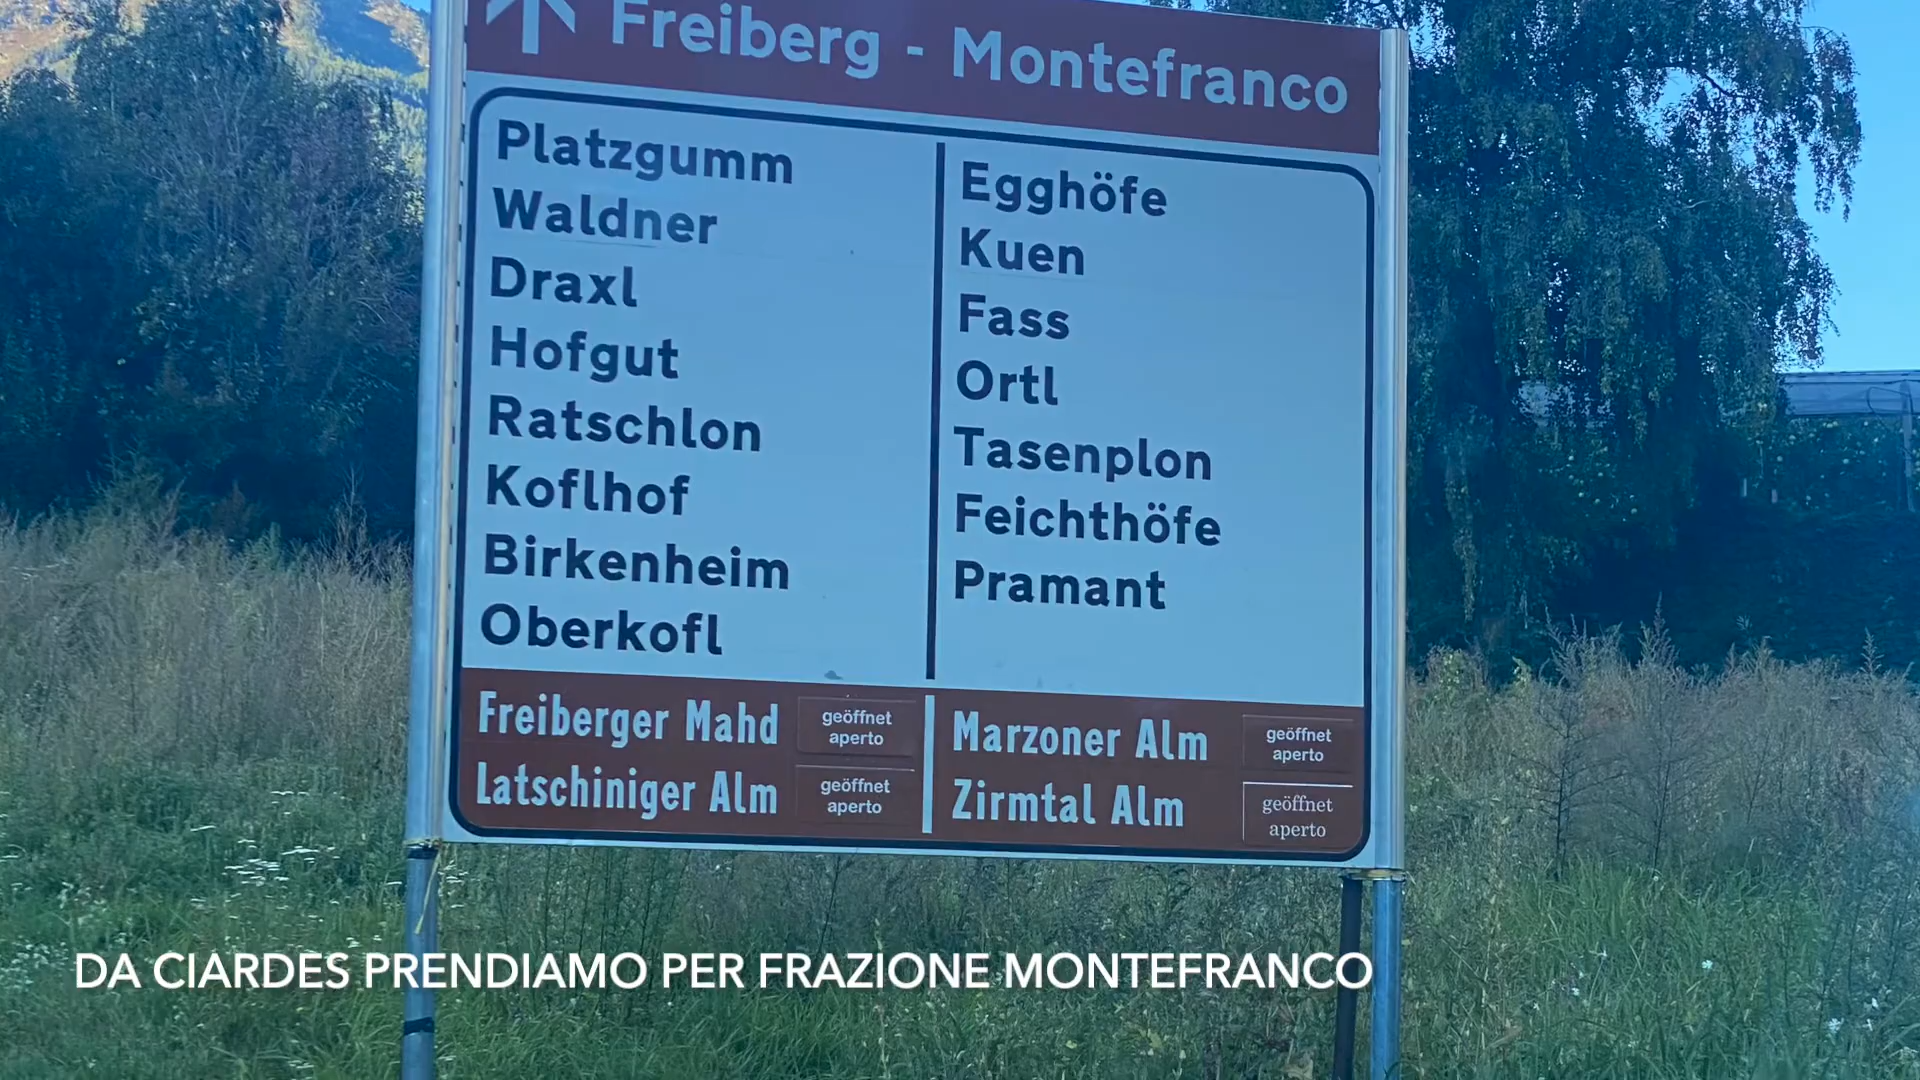 Freiberg - Montefranco
Platzgumm
Waldner
Draxl
Hofgut
Ratschlon
Koflhof
Birkenheim
Oberkofl
Egghöfe
Kuen
Fass
Ortl
Tasenplon
Feichthöfe
Pramant
Freiberger Mahd geöffnet aperto
Latschiniger Alm geöffnet aperto
Marzoner Alm geöffnet aperto
Zirmtal Alm geöffnet aperto
DA CIARDES PRENDIAMO PER FRAZIONE MONTEFRANCO